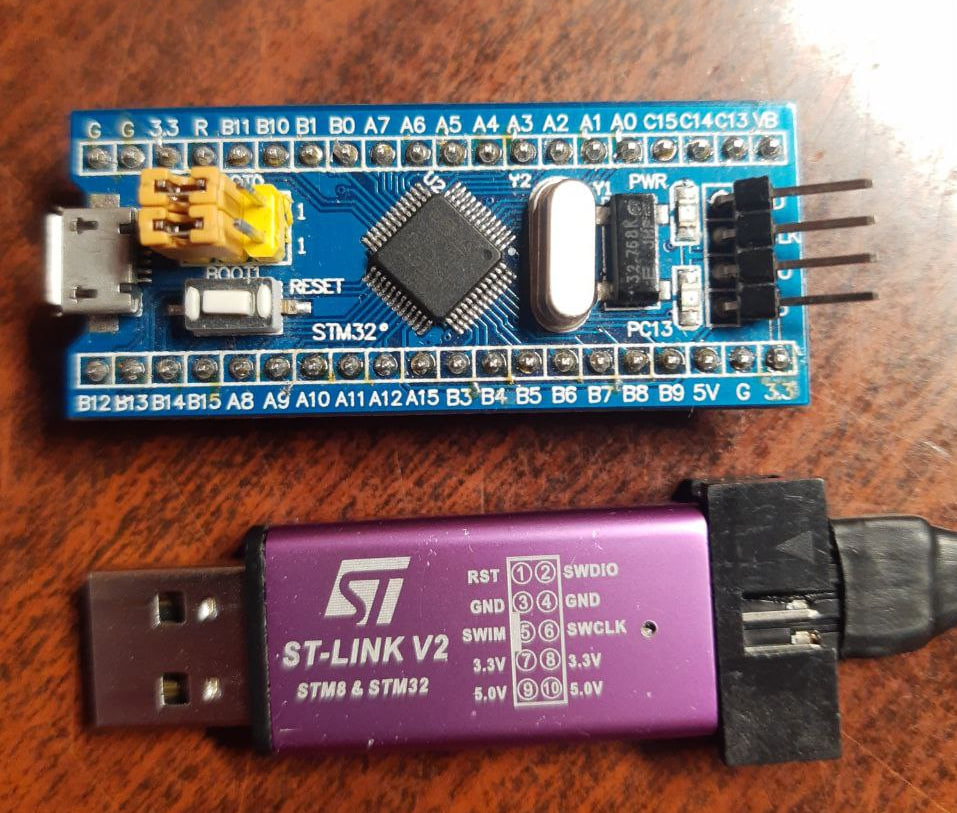 G G 3.3 R B11 B10 B1 B0 A7 A6 A5 A4 A3 A2 A1 A0 C15 C14 C13 VB
U2 Y2 Y1 PWR
1
1
32.768K
BOOT1
RESET
STM32
PC13
B12 B13 B14 B15 A8 A9 A10 A11 A12 A15 B3 B4 B5 B6 B7 B8 B9 5V G 3.3
ST
ST-LINK V2
STM8 & STM32
RST 1 2 SWDIO
GND 3 4 GND
SWIM 5 6 SWCLK
3.3V 7 8 3.3V
5.0V 9 10 5.0V